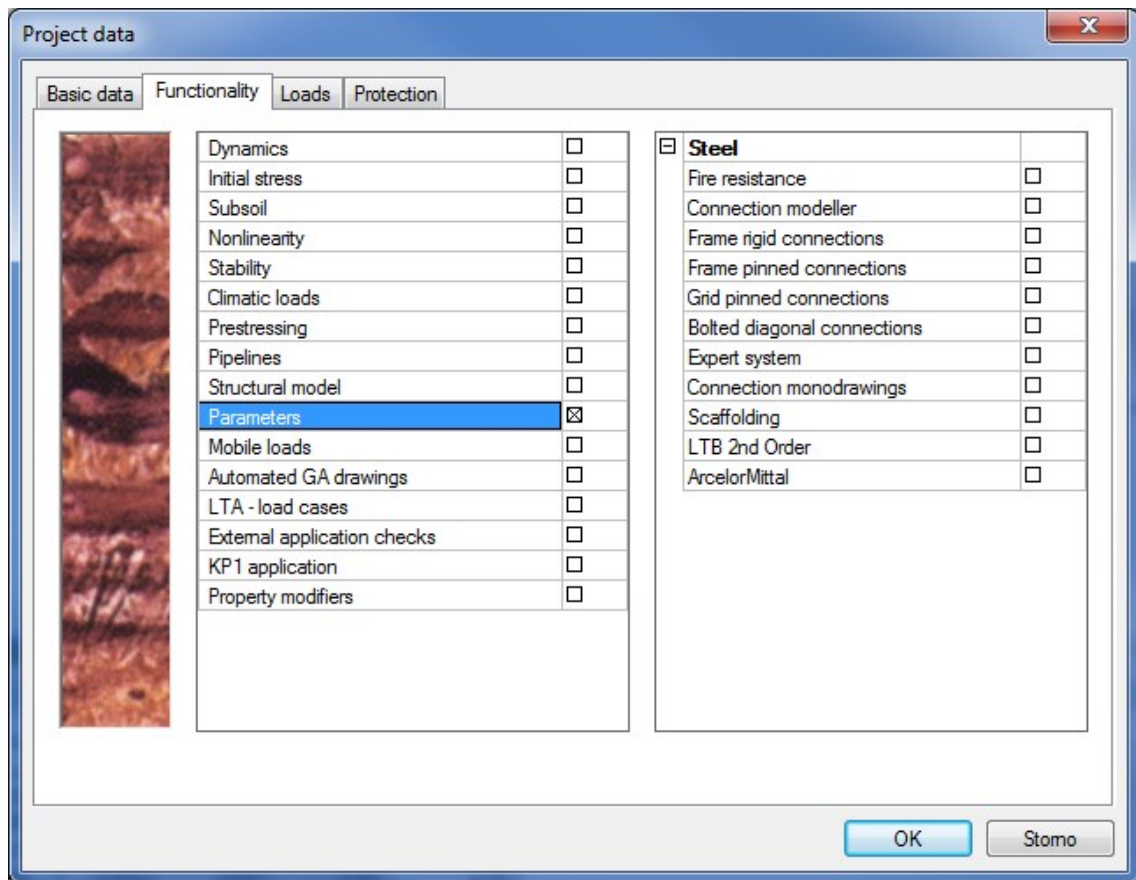 Project data
Basic data
Functionality
Loads
Protection
Dynamics
Initial stress
Subsoil
Nonlinearity
Stability
Climatic loads
Prestressing
Pipelines
Structural model
Parameters
Mobile loads
Automated GA drawings
LTA - load cases
External application checks
KP1 application
Property modifiers
Steel
Fire resistance
Connection modeller
Frame rigid connections
Frame pinned connections
Grid pinned connections
Bolted diagonal connections
Expert system
Connection monodrawings
Scaffolding
LTB 2nd Order
ArcelorMittal
OK
Storno